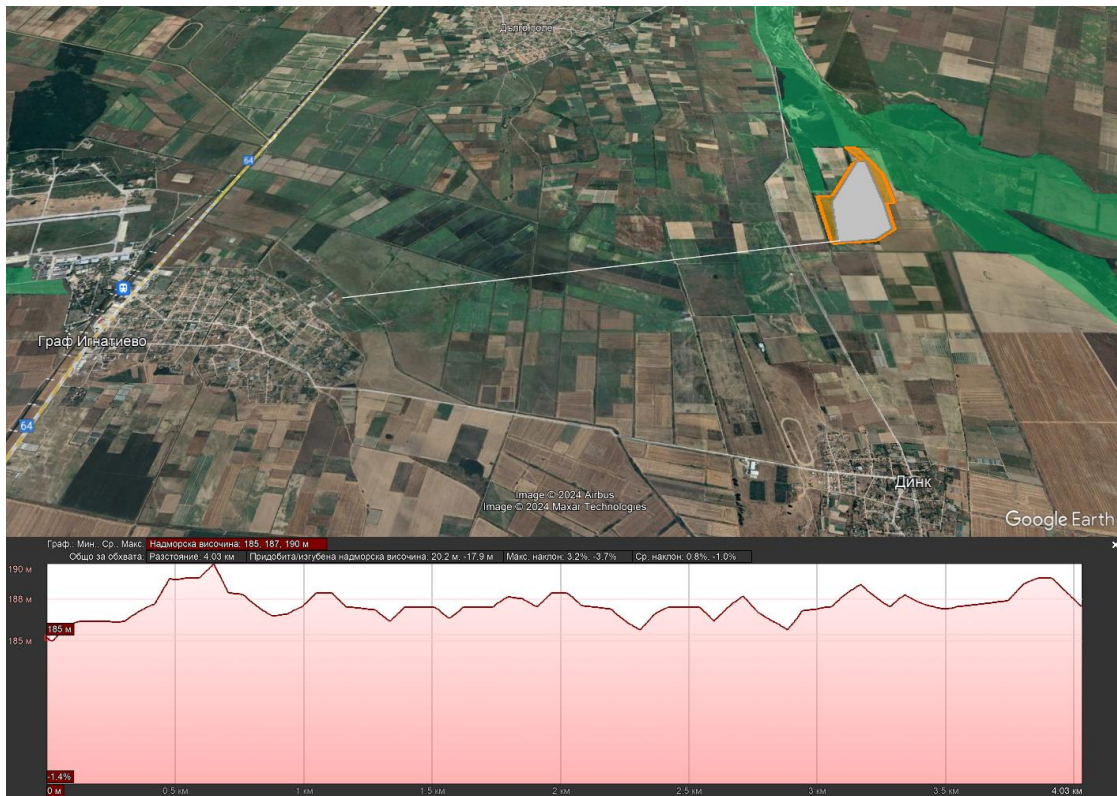 Дълго поле
64
Граф Игнатиево
64
Динк
Image © 2024 Airbus
Image © 2024 Maxar Technologies
Google Earth
Граф.: Мин., Ср., Макс. Надморска височина: 185, 187, 190 м
Общо за обхвата: Разстояние: 4.03 км Придобита/изгубена надморска височина: 20,2 м, -17,9 м Макс. наклон: 3.2%, -3.7% Ср. наклон: 0.8%, -1.0%
190 м
188 м
185 м
185 м
-1.4%
0 м 0.5 км 1 км 1.5 км 2 км 2.5 км 3 км 3.5 км 4.03 км